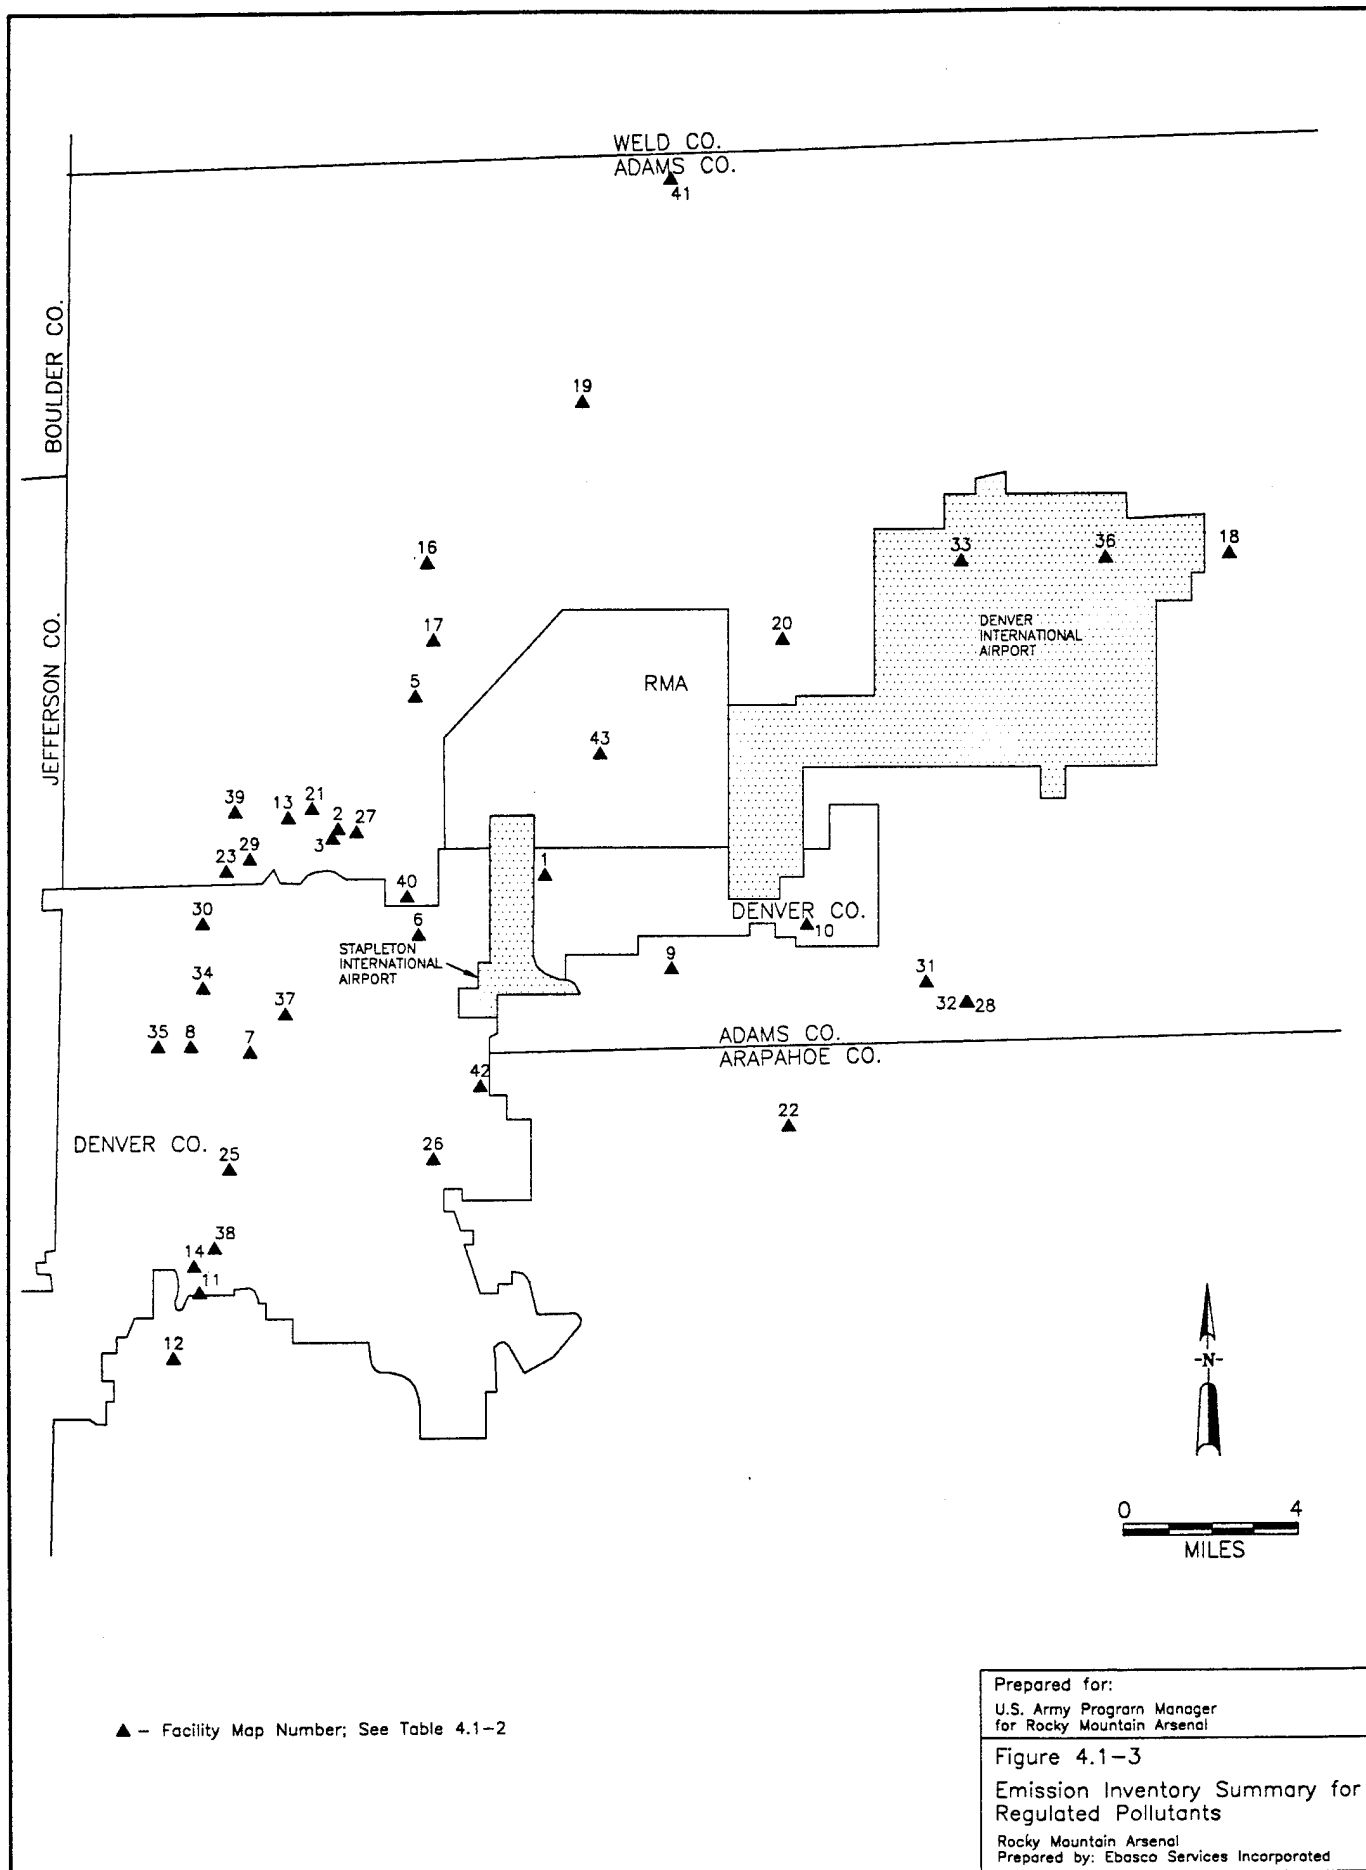 WELD CO.
ADAMS CO.
41
BOULDER CO.
19
16
33
36
18
17
20
DENVER
INTERNATIONAL
AIRPORT
JEFFERSON CO.
5
RMA
43
39
13
21
2
27
3
29
23
1
40
DENVER CO.
10
30
6
STAPLETON
INTERNATIONAL
AIRPORT
9
34
31
32
28
37
35
8
7
ADAMS CO.
ARAPAHOE CO.
42
22
DENVER CO.
25
26
38
14
11
12
-N-
0
4
MILES
▲ – Facility Map Number; See Table 4.1–2
Prepared for:
U.S. Army Program Manager
for Rocky Mountain Arsenal
Figure 4.1–3
Emission Inventory Summary for
Regulated Pollutants
Rocky Mountain Arsenal
Prepared by: Ebasco Services Incorporated